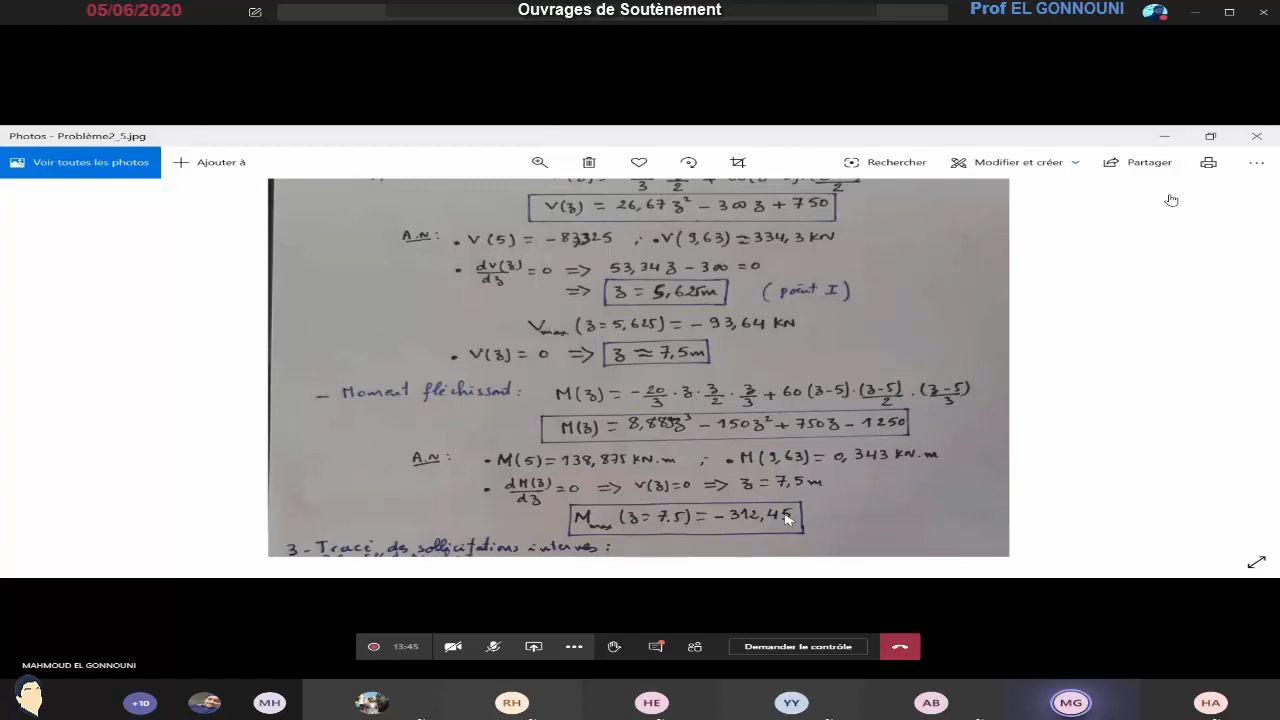 05/06/2020
Ouvrages de Soutènement
Prof EL GONNOUNI
Photos - Problème2_5.jpg
Voir toutes les photos
Ajouter à
Rechercher
Modifier et créer
Partager
V(z) = 26,67 z² - 300 z + 750
A.N: • V(5) = - 83,325 ; • V(9,63) ≃ 334,3 KN
• dV(z)/dz = 0 => 53,34 z - 300 = 0
=> z = 5,625m (point I)
Vmax (z = 5,625) = - 93,64 KN
• V(z) = 0 => z ≈ 7,5m
- Moment fléchissant: M(z) = - 20/3 . z . z/2 . z/3 + 60 (z-5) . (z-5)/2 . (z-5)/3
M(z) = 8,889z³ - 150z² + 750z - 1250
A.N: • M(5) = 138,875 KN.m ; • M(9,63) = 0,343 KN.m
• dM(z)/dz = 0 => V(z) = 0 => z = 7,5m
Mmax (z = 7.5) = - 312,45
3 - Tracé des sollicitations internes :
13:45
Demander le contrôle
MAHMOUD EL GONNOUNI
+10
MH
RH
HE
YY
AB
MG
HA